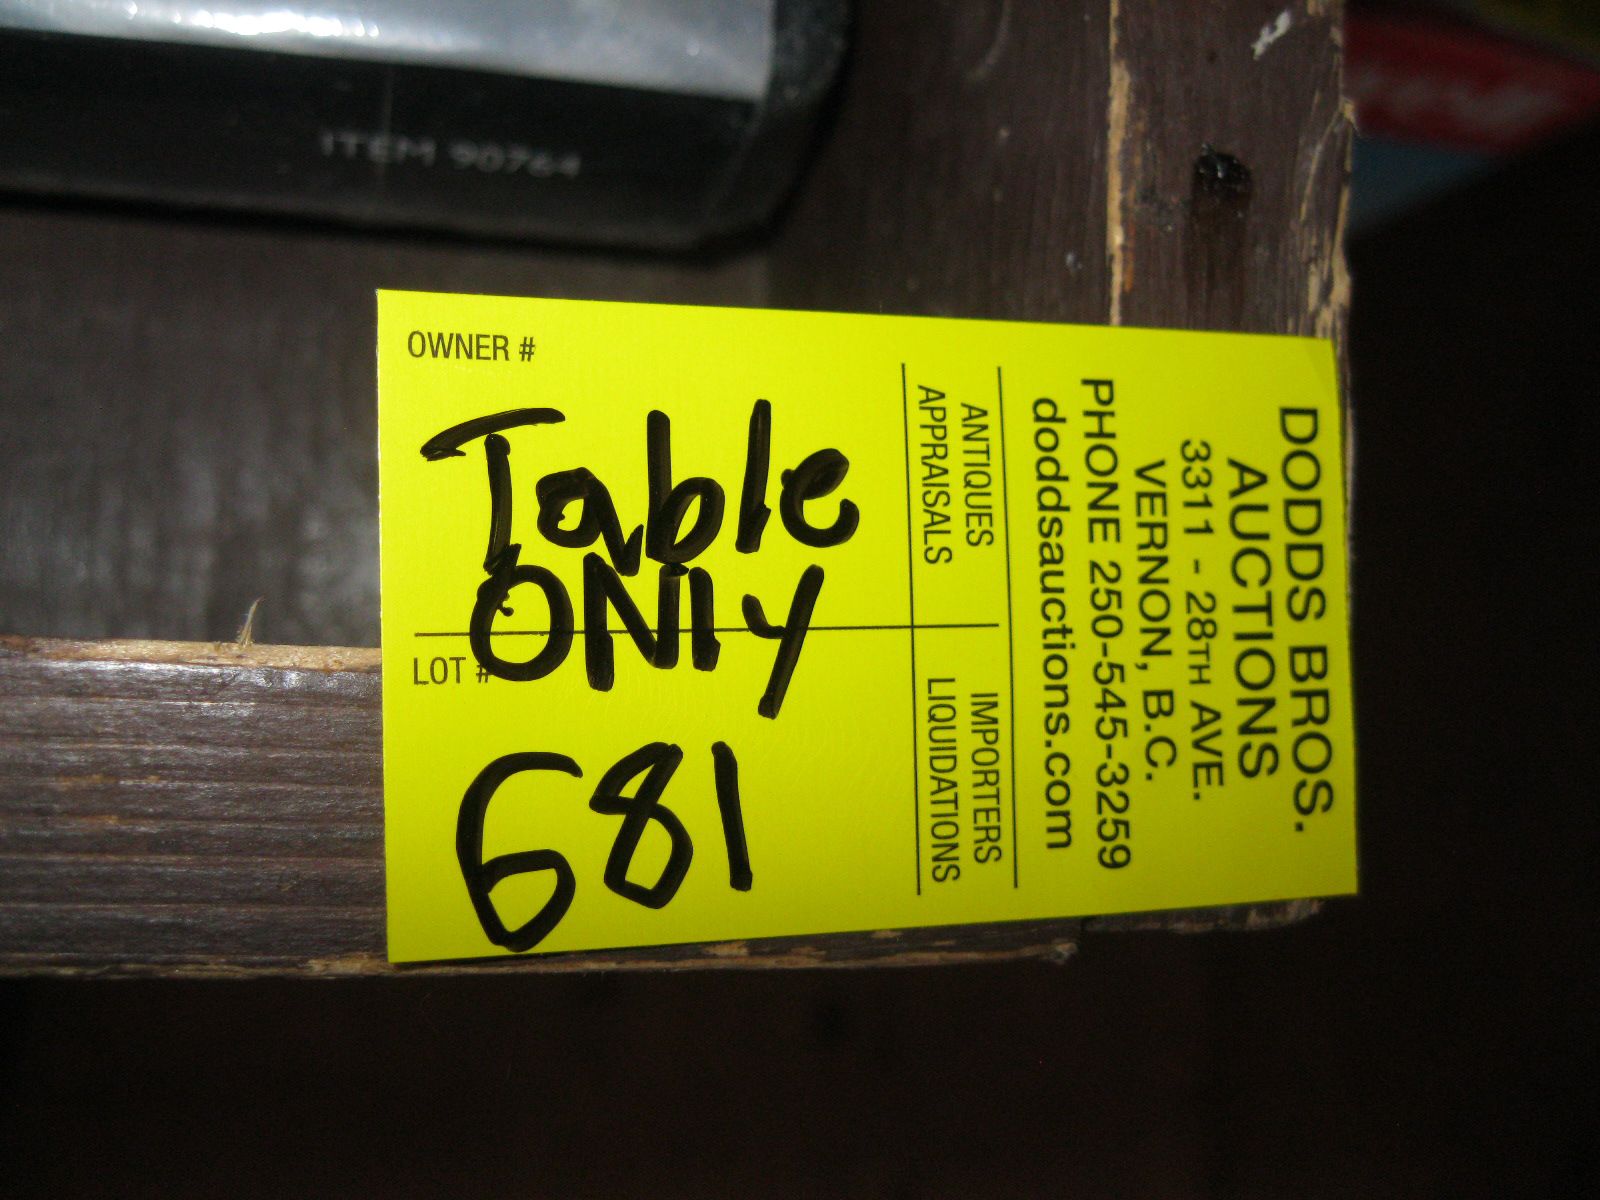 ITEM 90764
OWNER #
Table
ONly
LOT #
681
DODDS BROS.
AUCTIONS
3311 - 28TH AVE.
VERNON, B.C.
PHONE 250-545-3259
doddsauctions.com
ANTIQUES
APPRAISALS
IMPORTERS
LIQUIDATIONS